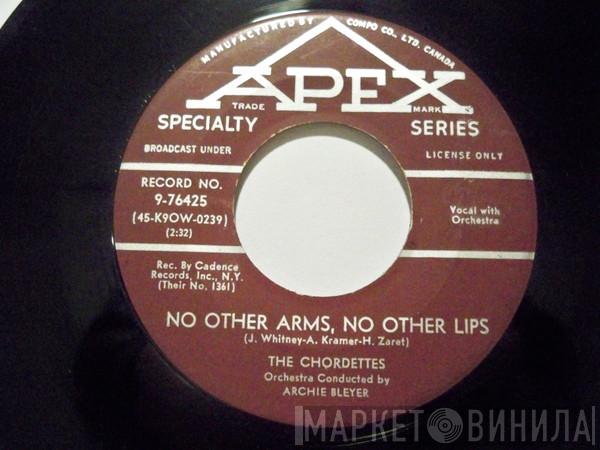 MANUFACTURED BY COMPO CO., LTD. CANADA
APEX
TRADE MARK
SPECIALTY SERIES
BROADCAST UNDER LICENSE ONLY
RECORD NO.
9-76425
(45-K9OW-0239)
(2:32)
Vocal with
Orchestra
Rec. By Cadence
Records, Inc., N.Y.
(Their No. 1361)
NO OTHER ARMS, NO OTHER LIPS
(J. Whitney-A. Kramer-H. Zaret)
THE CHORDETTES
Orchestra Conducted by
ARCHIE BLEYER
МАРКЕТ ВИНИЛА